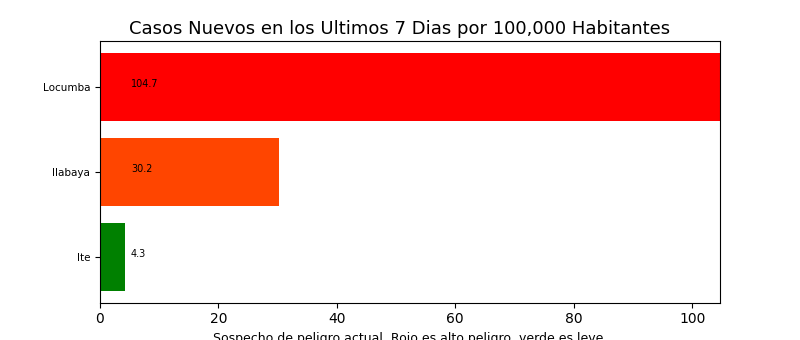 Casos Nuevos en los Ultimos 7 Dias por 100,000 Habitantes
Locumba 104.7
Ilabaya 30.2
Ite 4.3
0 20 40 60 80 100
Sospecho de peligro actual. Rojo es alto peligro, verde es leve